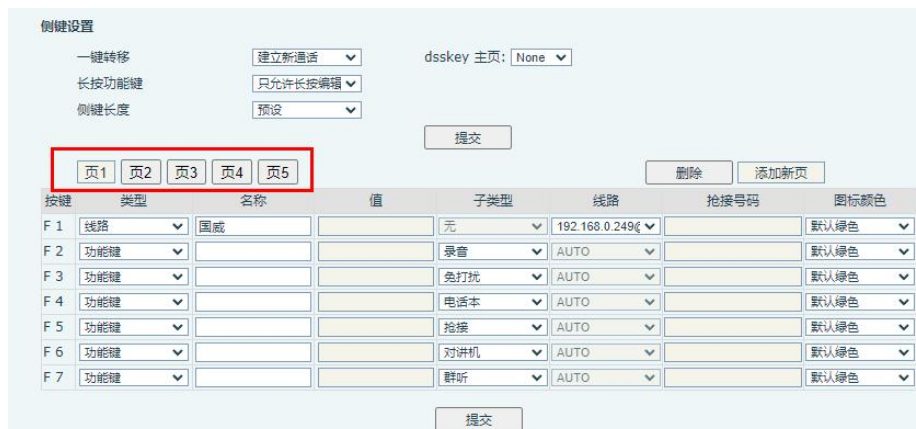 侧键设置
一键转移 建立新通话 dsskey 主页: None
长按功能键 只允许长按编辑
侧键长度 预设
提交
页1 页2 页3 页4 页5 删除 添加新页
按键 类型 名称 值 子类型 线路 抢接号码 图标颜色
F 1 线路 国威 无 192.168.0.249@ 默认绿色
F 2 功能键 录音 AUTO 默认绿色
F 3 功能键 免打扰 AUTO 默认绿色
F 4 功能键 电话本 AUTO 默认绿色
F 5 功能键 抢接 AUTO 默认绿色
F 6 功能键 对讲机 AUTO 默认绿色
F 7 功能键 群听 AUTO 默认绿色
提交